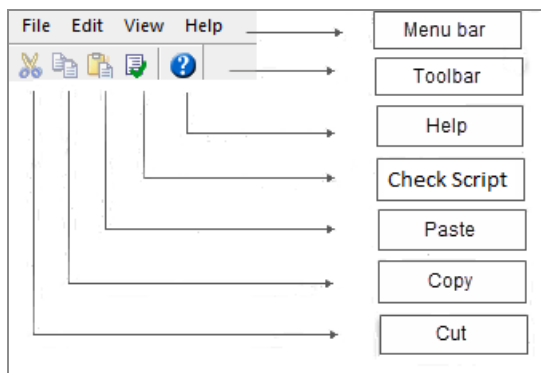 File Edit View Help
Menu bar
Toolbar
Help
Check Script
Paste
Copy
Cut